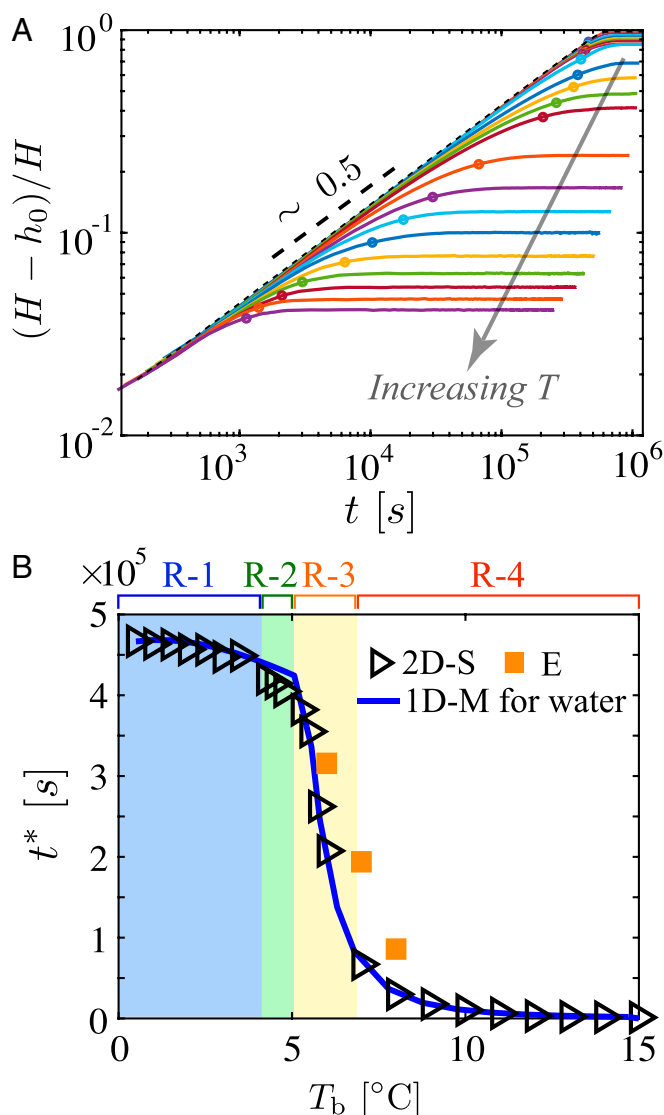 A
10^0
10^-1
10^-2
(H − h_0)/H
~ 0.5
Increasing T
10^3 10^4 10^5 10^6
t [s]
B
×10^5 R-1 R-2 R-3 R-4
5
4
3
2
1
0
t* [s]
2D-S E
1D-M for water
0 5 10 15
T_b [°C]